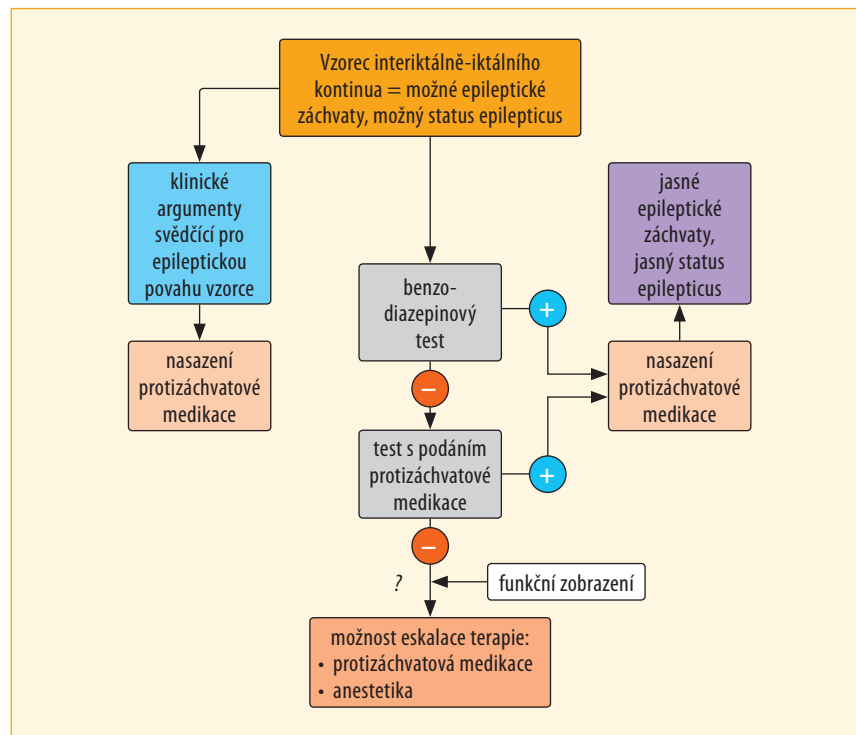 Vzorec interiktálně-iktálního
kontinua = možné epileptické
záchvaty, možný status epilepticus
klinické
argumenty
svědčící pro
epileptickou
povahu vzorce
nasazení
protizáchvatové
medikace
benzo-
diazepinový
test
+
−
test s podáním
protizáchvatové
medikace
+
−
jasné
epileptické
záchvaty,
jasný status
epilepticus
nasazení
protizáchvatové
medikace
?
funkční zobrazení
možnost eskalace terapie:
• protizáchvatová medikace
• anestetika